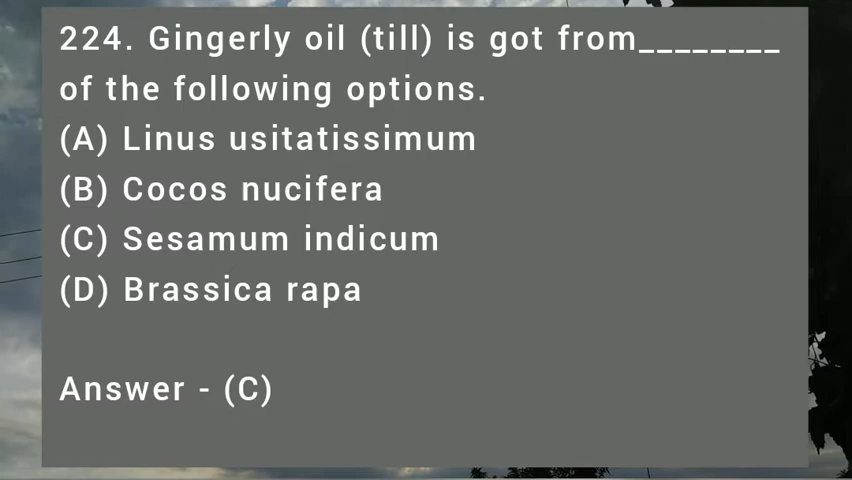 224. Gingerly oil (till) is got from________
of the following options.
(A) Linus usitatissimum
(B) Cocos nucifera
(C) Sesamum indicum
(D) Brassica rapa
Answer - (C)